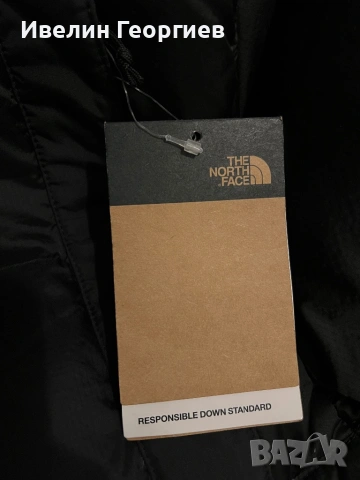 Ивелин Георгиев
THE
NORTH
FACE
RESPONSIBLE DOWN STANDARD
BAZAR